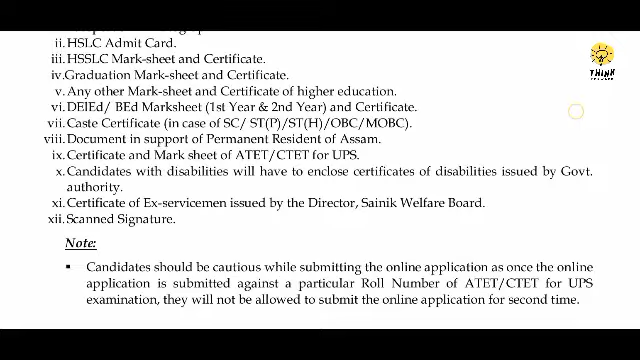 ii. HSLC Admit Card.
iii. HSSLC Mark-sheet and Certificate.
iv. Graduation Mark-sheet and Certificate.
v. Any other Mark-sheet and Certificate of higher education.
vi. DElEd/ BEd Marksheet (1st Year & 2nd Year) and Certificate.
vii. Caste Certificate (in case of SC/ ST(P)/ST(H)/OBC/MOBC).
viii. Document in support of Permanent Resident of Assam.
ix. Certificate and Mark sheet of ATET/CTET for UPS.
x. Candidates with disabilities will have to enclose certificates of disabilities issued by Govt.
authority.
xi. Certificate of Ex-servicemen issued by the Director, Sainik Welfare Board.
xii. Scanned Signature.
Note:
▪ Candidates should be cautious while submitting the online application as once the online
application is submitted against a particular Roll Number of ATET/CTET for UPS
examination, they will not be allowed to submit the online application for second time.
THINK